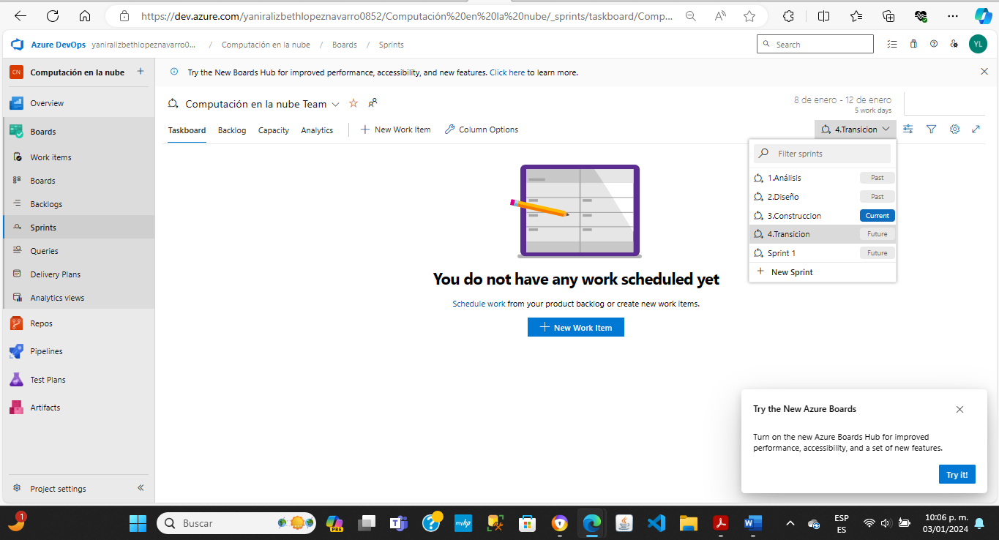 https://dev.azure.com/yaniralizbethlopeznavarro0852/Computación%20en%20la%20nube/_sprints/taskboard/Comp...
Azure DevOps yaniralizbethlopeznavarro0... / Computación en la nube / Boards / Sprints
Search
YL
CN Computación en la nube +
Try the New Boards Hub for improved performance, accessibility, and new features. Click here to learn more.
Overview
Boards
Work items
Boards
Backlogs
Sprints
Queries
Delivery Plans
Analytics views
Repos
Pipelines
Test Plans
Artifacts
Project settings
Computación en la nube Team
8 de enero - 12 de enero
5 work days
Taskboard Backlog Capacity Analytics + New Work Item Column Options
4.Transicion
Filter sprints
1.Análisis Past
2.Diseño Past
3.Construccion Current
4.Transicion Future
Sprint 1 Future
+ New Sprint
You do not have any work scheduled yet
Schedule work from your product backlog or create new work items.
+ New Work Item
Try the New Azure Boards
Turn on the new Azure Boards Hub for improved
performance, accessibility, and a set of new features.
Try it!
1
Buscar
PRE
myhp
ESP
ES
10:06 p. m.
03/01/2024